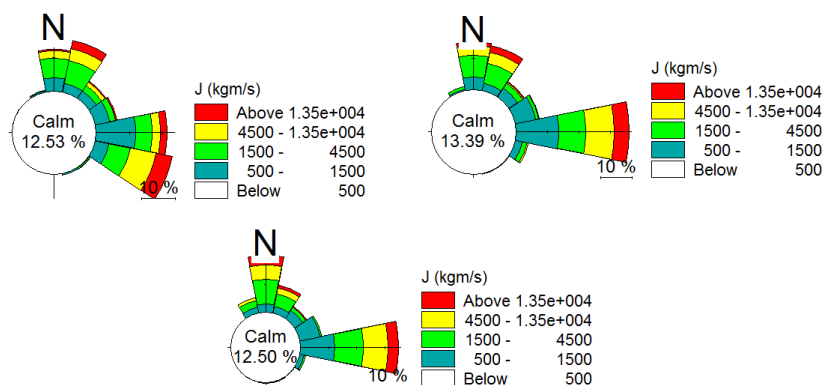 N
Calm
12.53 %
10 %
J (kgm/s)
Above 1.35e+004
4500 - 1.35e+004
1500 - 4500
500 - 1500
Below 500
N
Calm
13.39 %
10 %
J (kgm/s)
Above 1.35e+004
4500 - 1.35e+004
1500 - 4500
500 - 1500
Below 500
N
Calm
12.50 %
10 %
J (kgm/s)
Above 1.35e+004
4500 - 1.35e+004
1500 - 4500
500 - 1500
Below 500